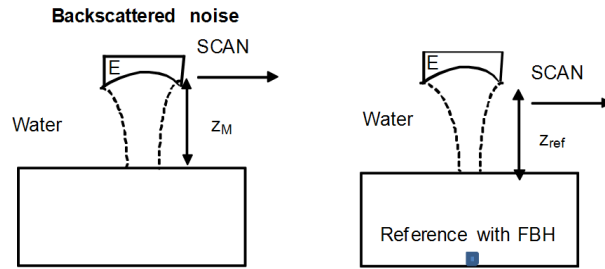 Backscattered noise
SCAN
E
Water
zM
E
SCAN
Water
zref
Reference with FBH